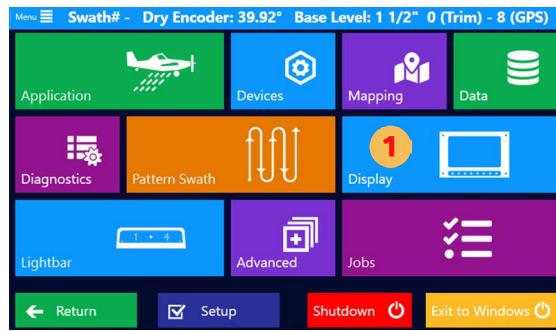 Menu Swath# - Dry Encoder: 39.92° Base Level: 1 1/2" 0 (Trim) - 8 (GPS)
Application Devices Mapping Data
1
Diagnostics Pattern Swath Display
1 • 4
Lightbar Advanced Jobs
Return Setup Shutdown Exit to Windows